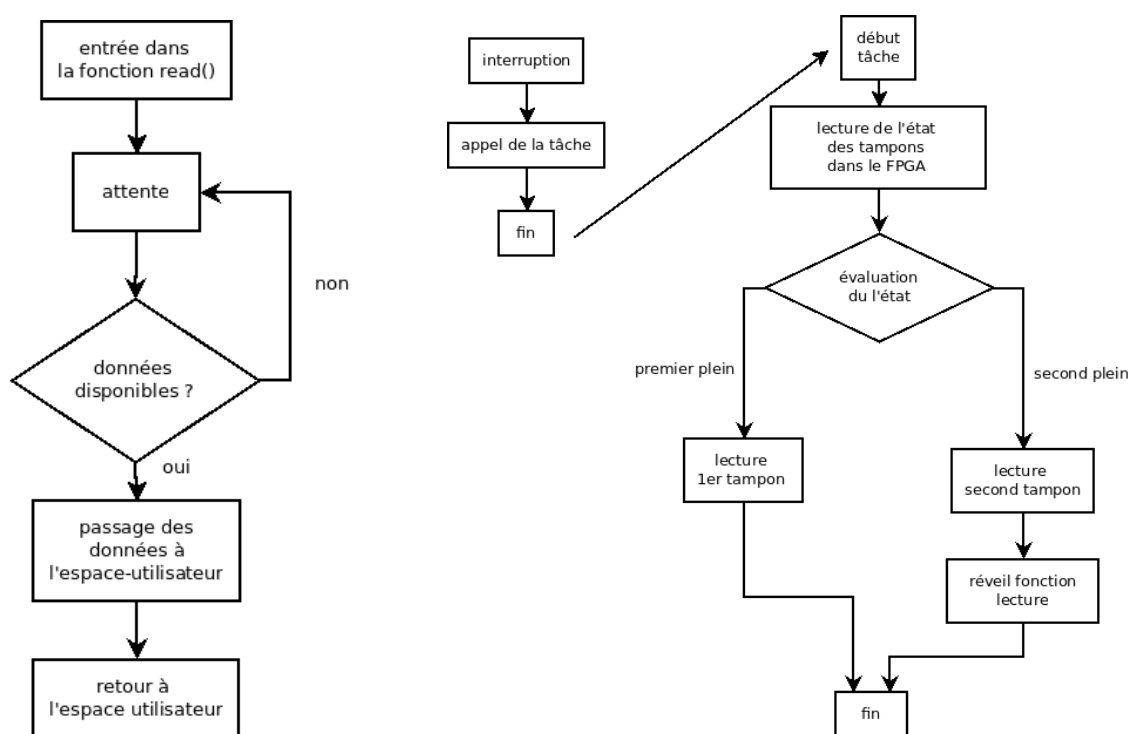 entrée dans
la fonction read()
attente
non
données
disponibles ?
oui
passage des
données à
l'espace-utilisateur
retour à
l'espace utilisateur
interruption
appel de la tâche
fin
début
tâche
lecture de l'état
des tampons
dans le FPGA
évaluation
du l'état
premier plein
second plein
lecture
1er tampon
lecture
second tampon
réveil fonction
lecture
fin